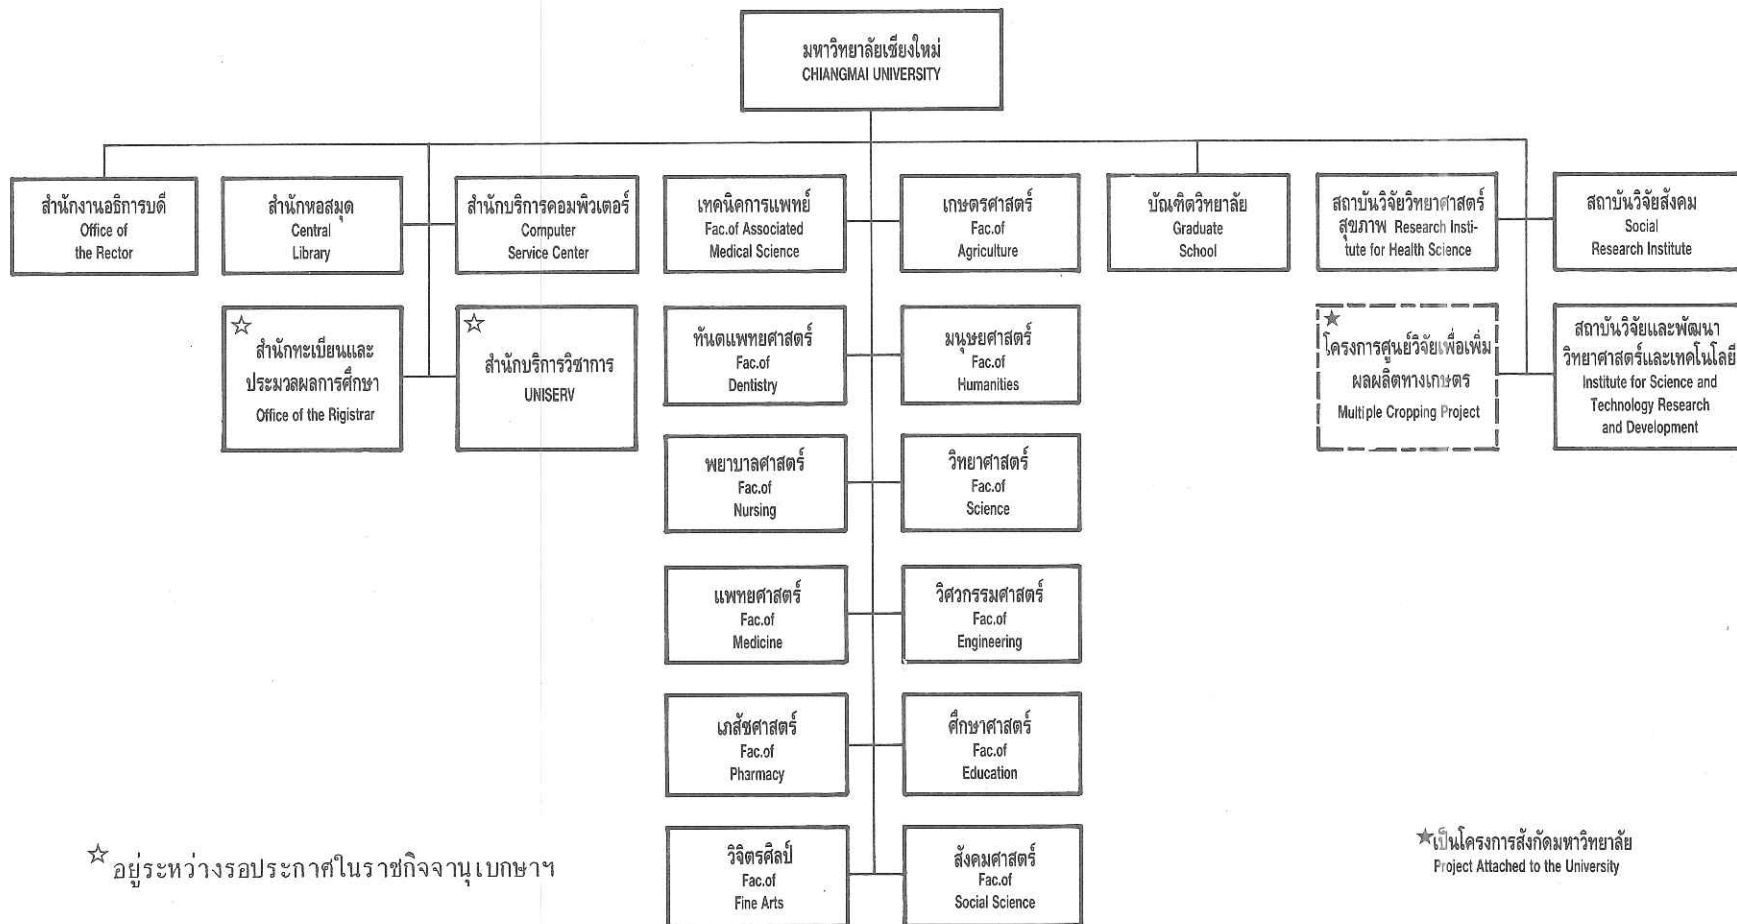 มหาวิทยาลัยเชียงใหม่
CHIANGMAI UNIVERSITY
สำนักงานอธิการบดี
Office of
the Rector
สำนักหอสมุด
Central
Library
สำนักบริการคอมพิวเตอร์
Computer
Service Center
เทคนิคการแพทย์
Fac.of Associated
Medical Science
เกษตรศาสตร์
Fac.of
Agriculture
บัณฑิตวิทยาลัย
Graduate
School
สถาบันวิจัยวิทยาศาสตร์
สุขภาพ Research Insti-
tute for Health Science
สถาบันวิจัยสังคม
Social
Research Institute
☆
สำนักทะเบียนและ
ประมวลผลการศึกษา
Office of the Rigistrar
☆
สำนักบริการวิชาการ
UNISERV
ทันตแพทยศาสตร์
Fac.of
Dentistry
มนุษยศาสตร์
Fac.of
Humanities
★
โครงการศูนย์วิจัยเพื่อเพิ่ม
ผลผลิตทางเกษตร
Multiple Cropping Project
สถาบันวิจัยและพัฒนา
วิทยาศาสตร์และเทคโนโลยี
Institute for Science and
Technology Research
and Development
พยาบาลศาสตร์
Fac.of
Nursing
วิทยาศาสตร์
Fac.of
Science
แพทยศาสตร์
Fac.of
Medicine
วิศวกรรมศาสตร์
Fac.of
Engineering
เภสัชศาสตร์
Fac.of
Pharmacy
ศึกษาศาสตร์
Fac.of
Education
วิจิตรศิลป์
Fac.of
Fine Arts
สังคมศาสตร์
Fac.of
Social Science
☆อยู่ระหว่างรอประกาศในราชกิจจานุเบกษาฯ
★เป็นโครงการสังกัดมหาวิทยาลัย
Project Attached to the University